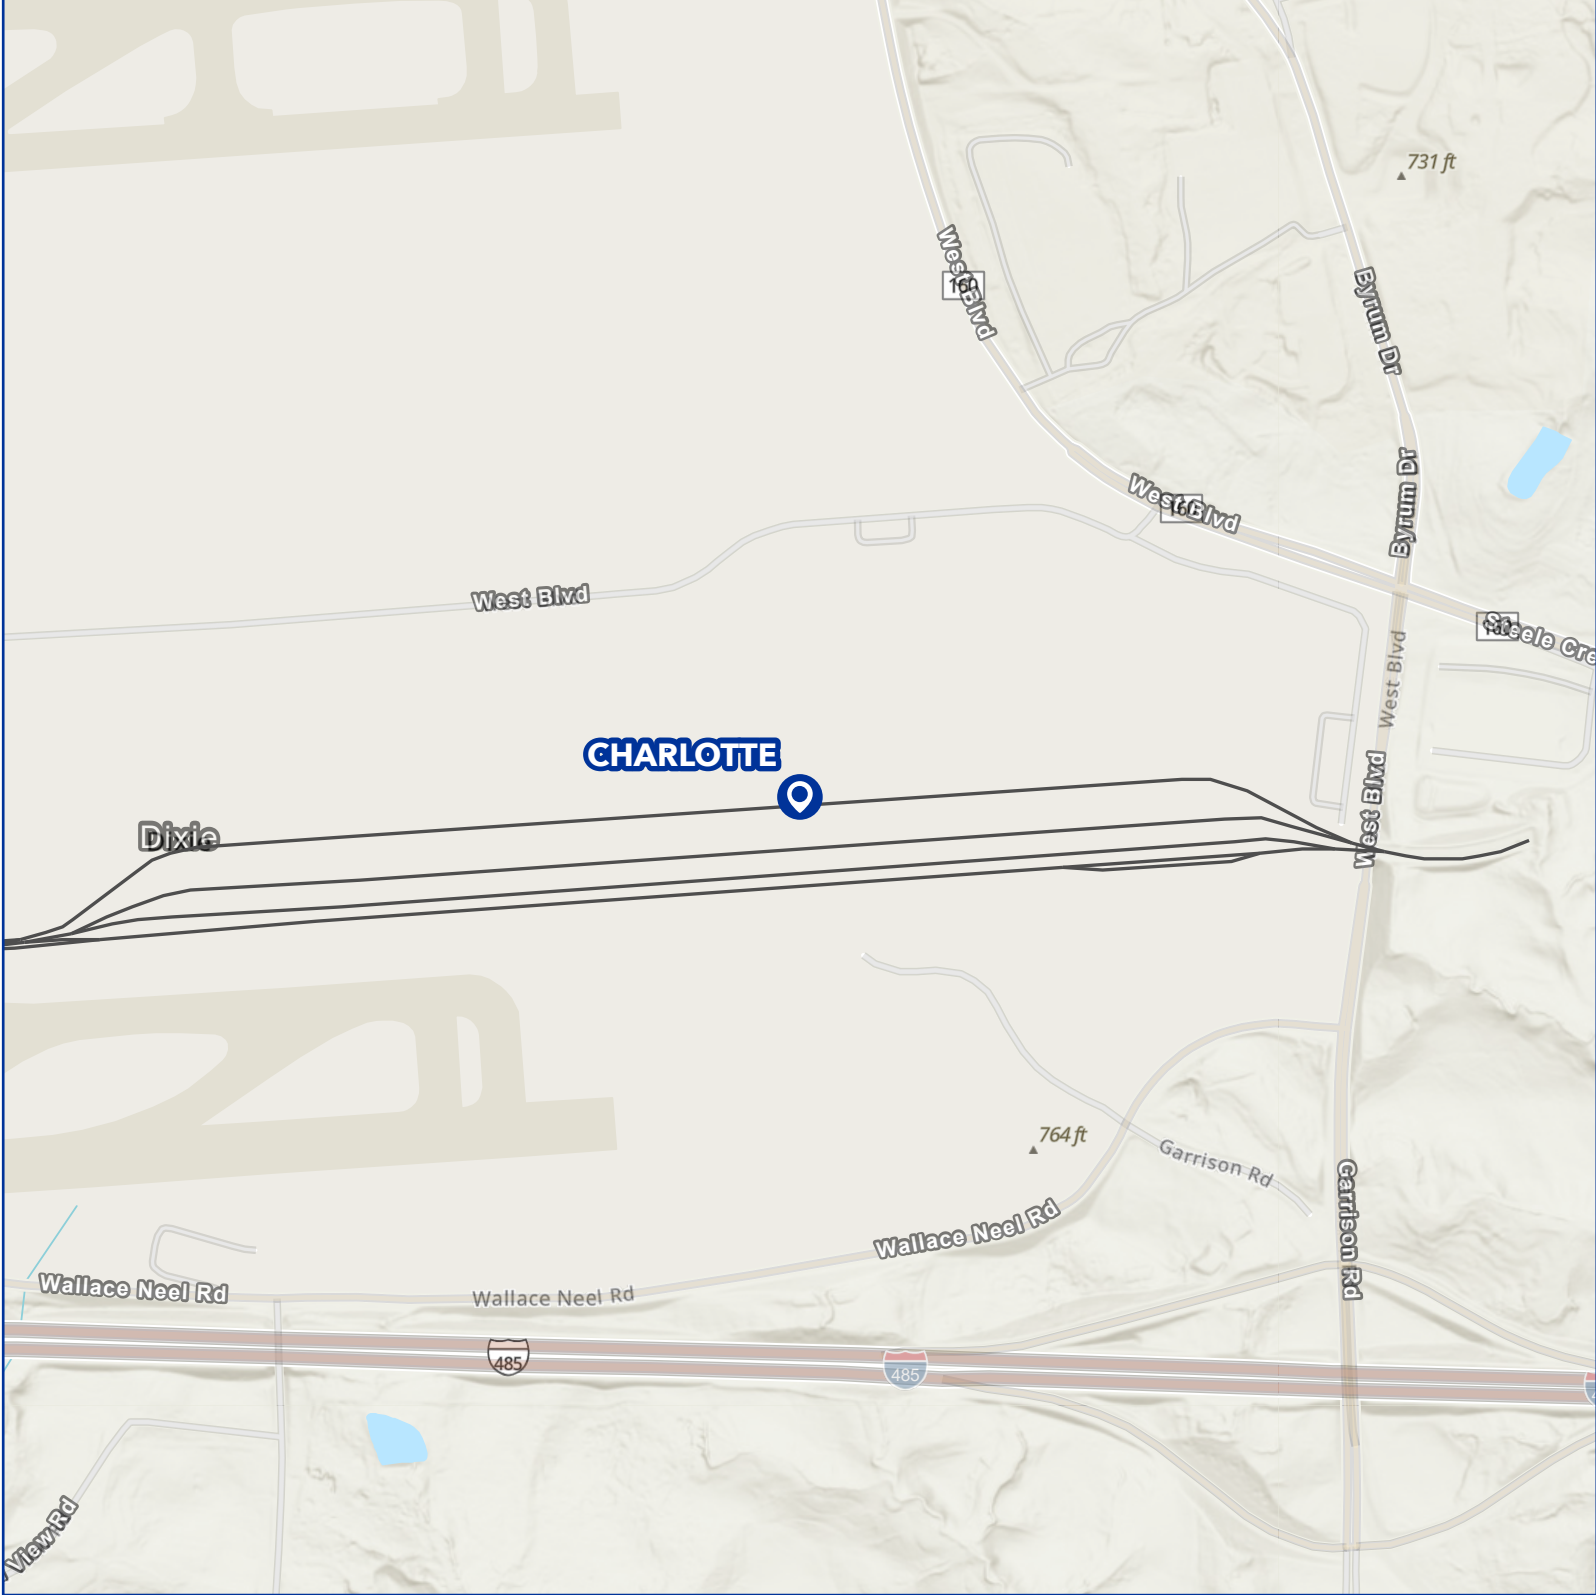 731 ft
West Blvd
160
Byrum Dr
Byrum Dr
West Blvd
160
West Blvd
160
Steele Cre
West Blvd
CHARLOTTE
West Blvd
Dixie
764 ft
Garrison Rd
Garrison Rd
Wallace Neel Rd
Wallace Neel Rd
Wallace Neel Rd
485
485
View Rd